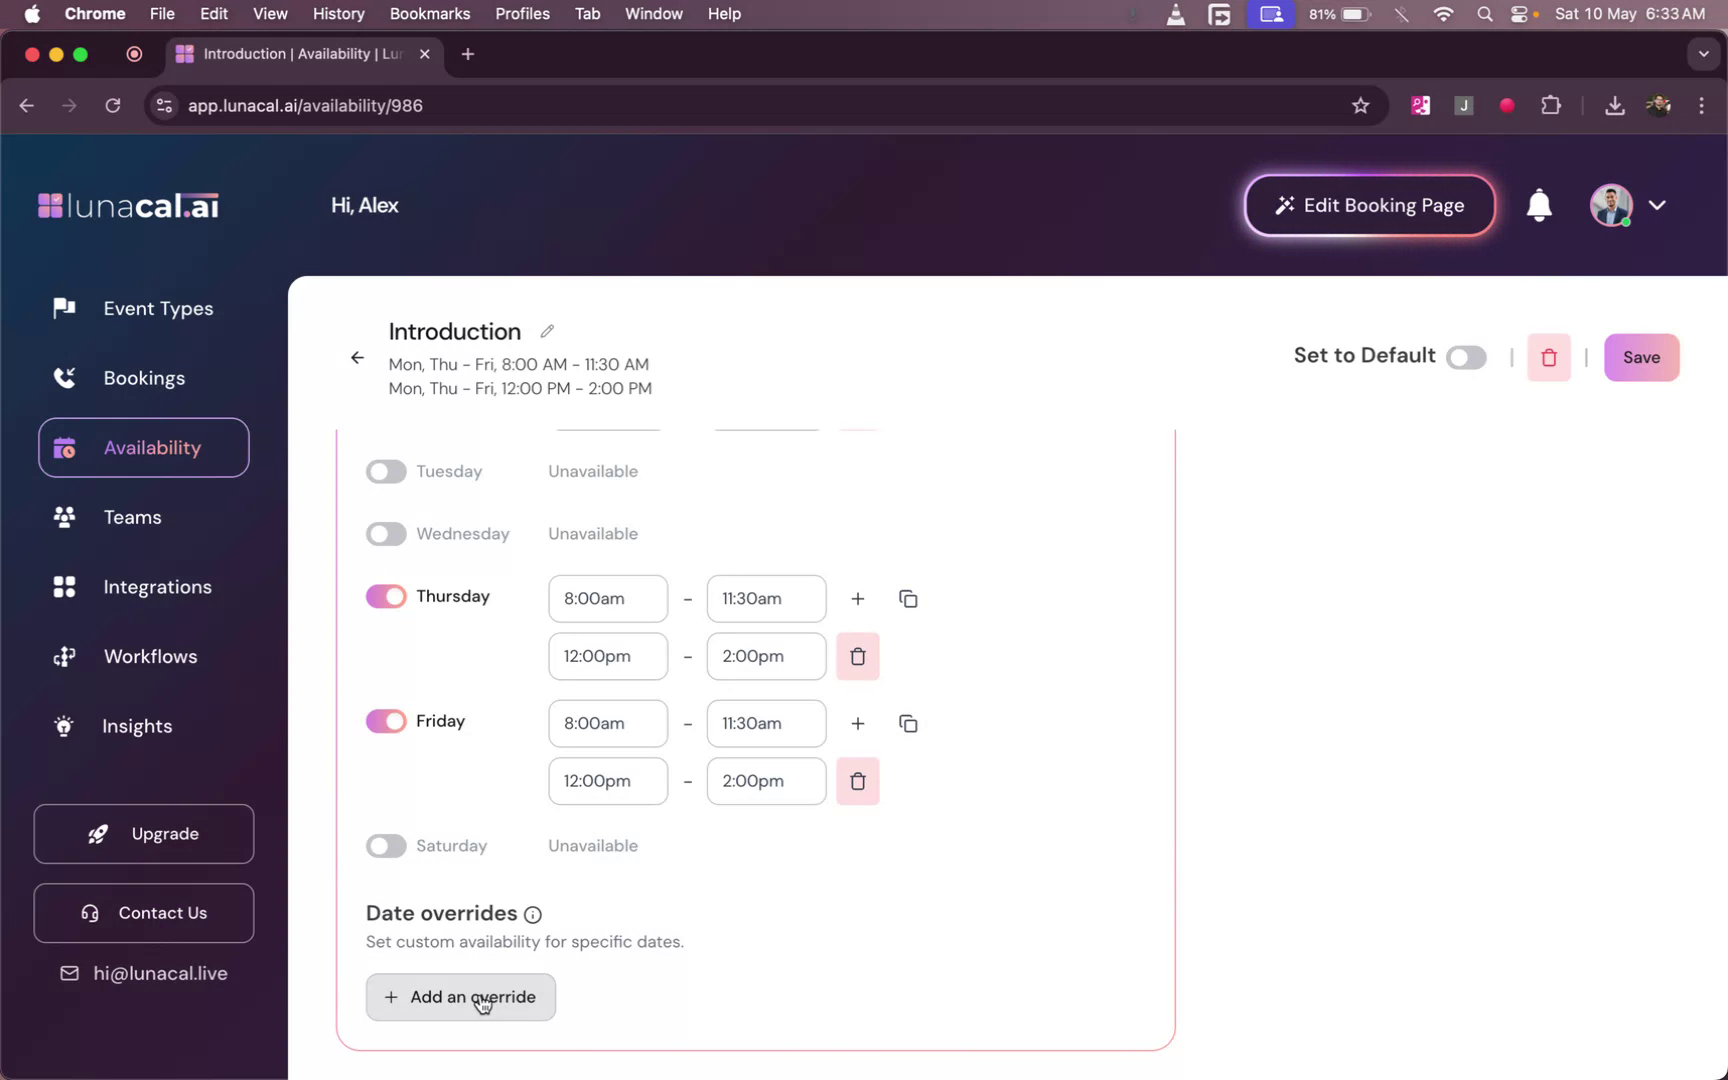 Chrome File Edit View History Bookmarks Profiles Tab Window Help 81% Sat 10 May 6:33 AM
Introduction | Availability | Lu
app.lunacal.ai/availability/986
J
lunacal.ai
Hi, Alex
Edit Booking Page
Event Types
Bookings
Availability
Teams
Integrations
Workflows
Insights
Upgrade
Contact Us
hi@lunacal.live
Introduction
Mon, Thu - Fri, 8:00 AM - 11:30 AM
Mon, Thu - Fri, 12:00 PM - 2:00 PM
Set to Default | | Save
Tuesday Unavailable
Wednesday Unavailable
Thursday 8:00am - 11:30am
12:00pm - 2:00pm
Friday 8:00am - 11:30am
12:00pm - 2:00pm
Saturday Unavailable
Date overrides
Set custom availability for specific dates.
+ Add an override